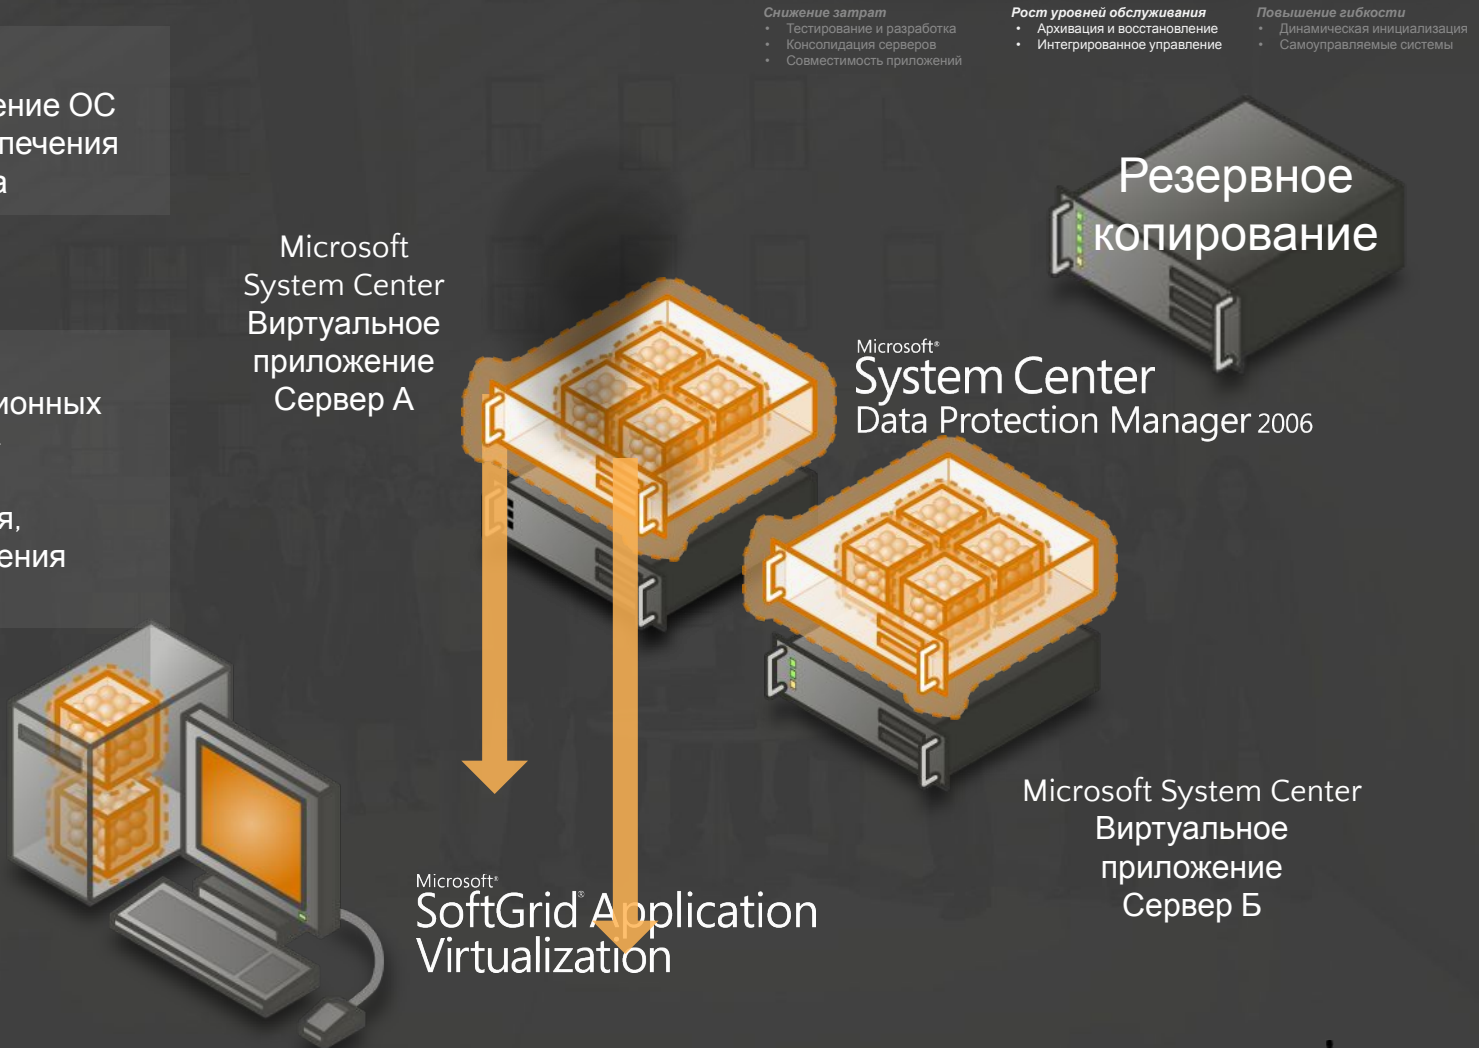 Снижение затрат
• Тестирование и разработка
• Консолидация серверов
• Совместимость приложений
Рост уровней обслуживания
• Архивация и восстановление
• Интегрированное управление
Повышение гибкости
• Динамическая инициализация
• Самоуправляемые системы
ение ОС
печения
а
ионных
я,
ения
Microsoft
System Center
Виртуальное
приложение
Сервер А
Резервное
копирование
Microsoft®
System Center
Data Protection Manager 2006
Microsoft System Center
Виртуальное
приложение
Сервер Б
Microsoft®
SoftGrid® Application
Virtualization